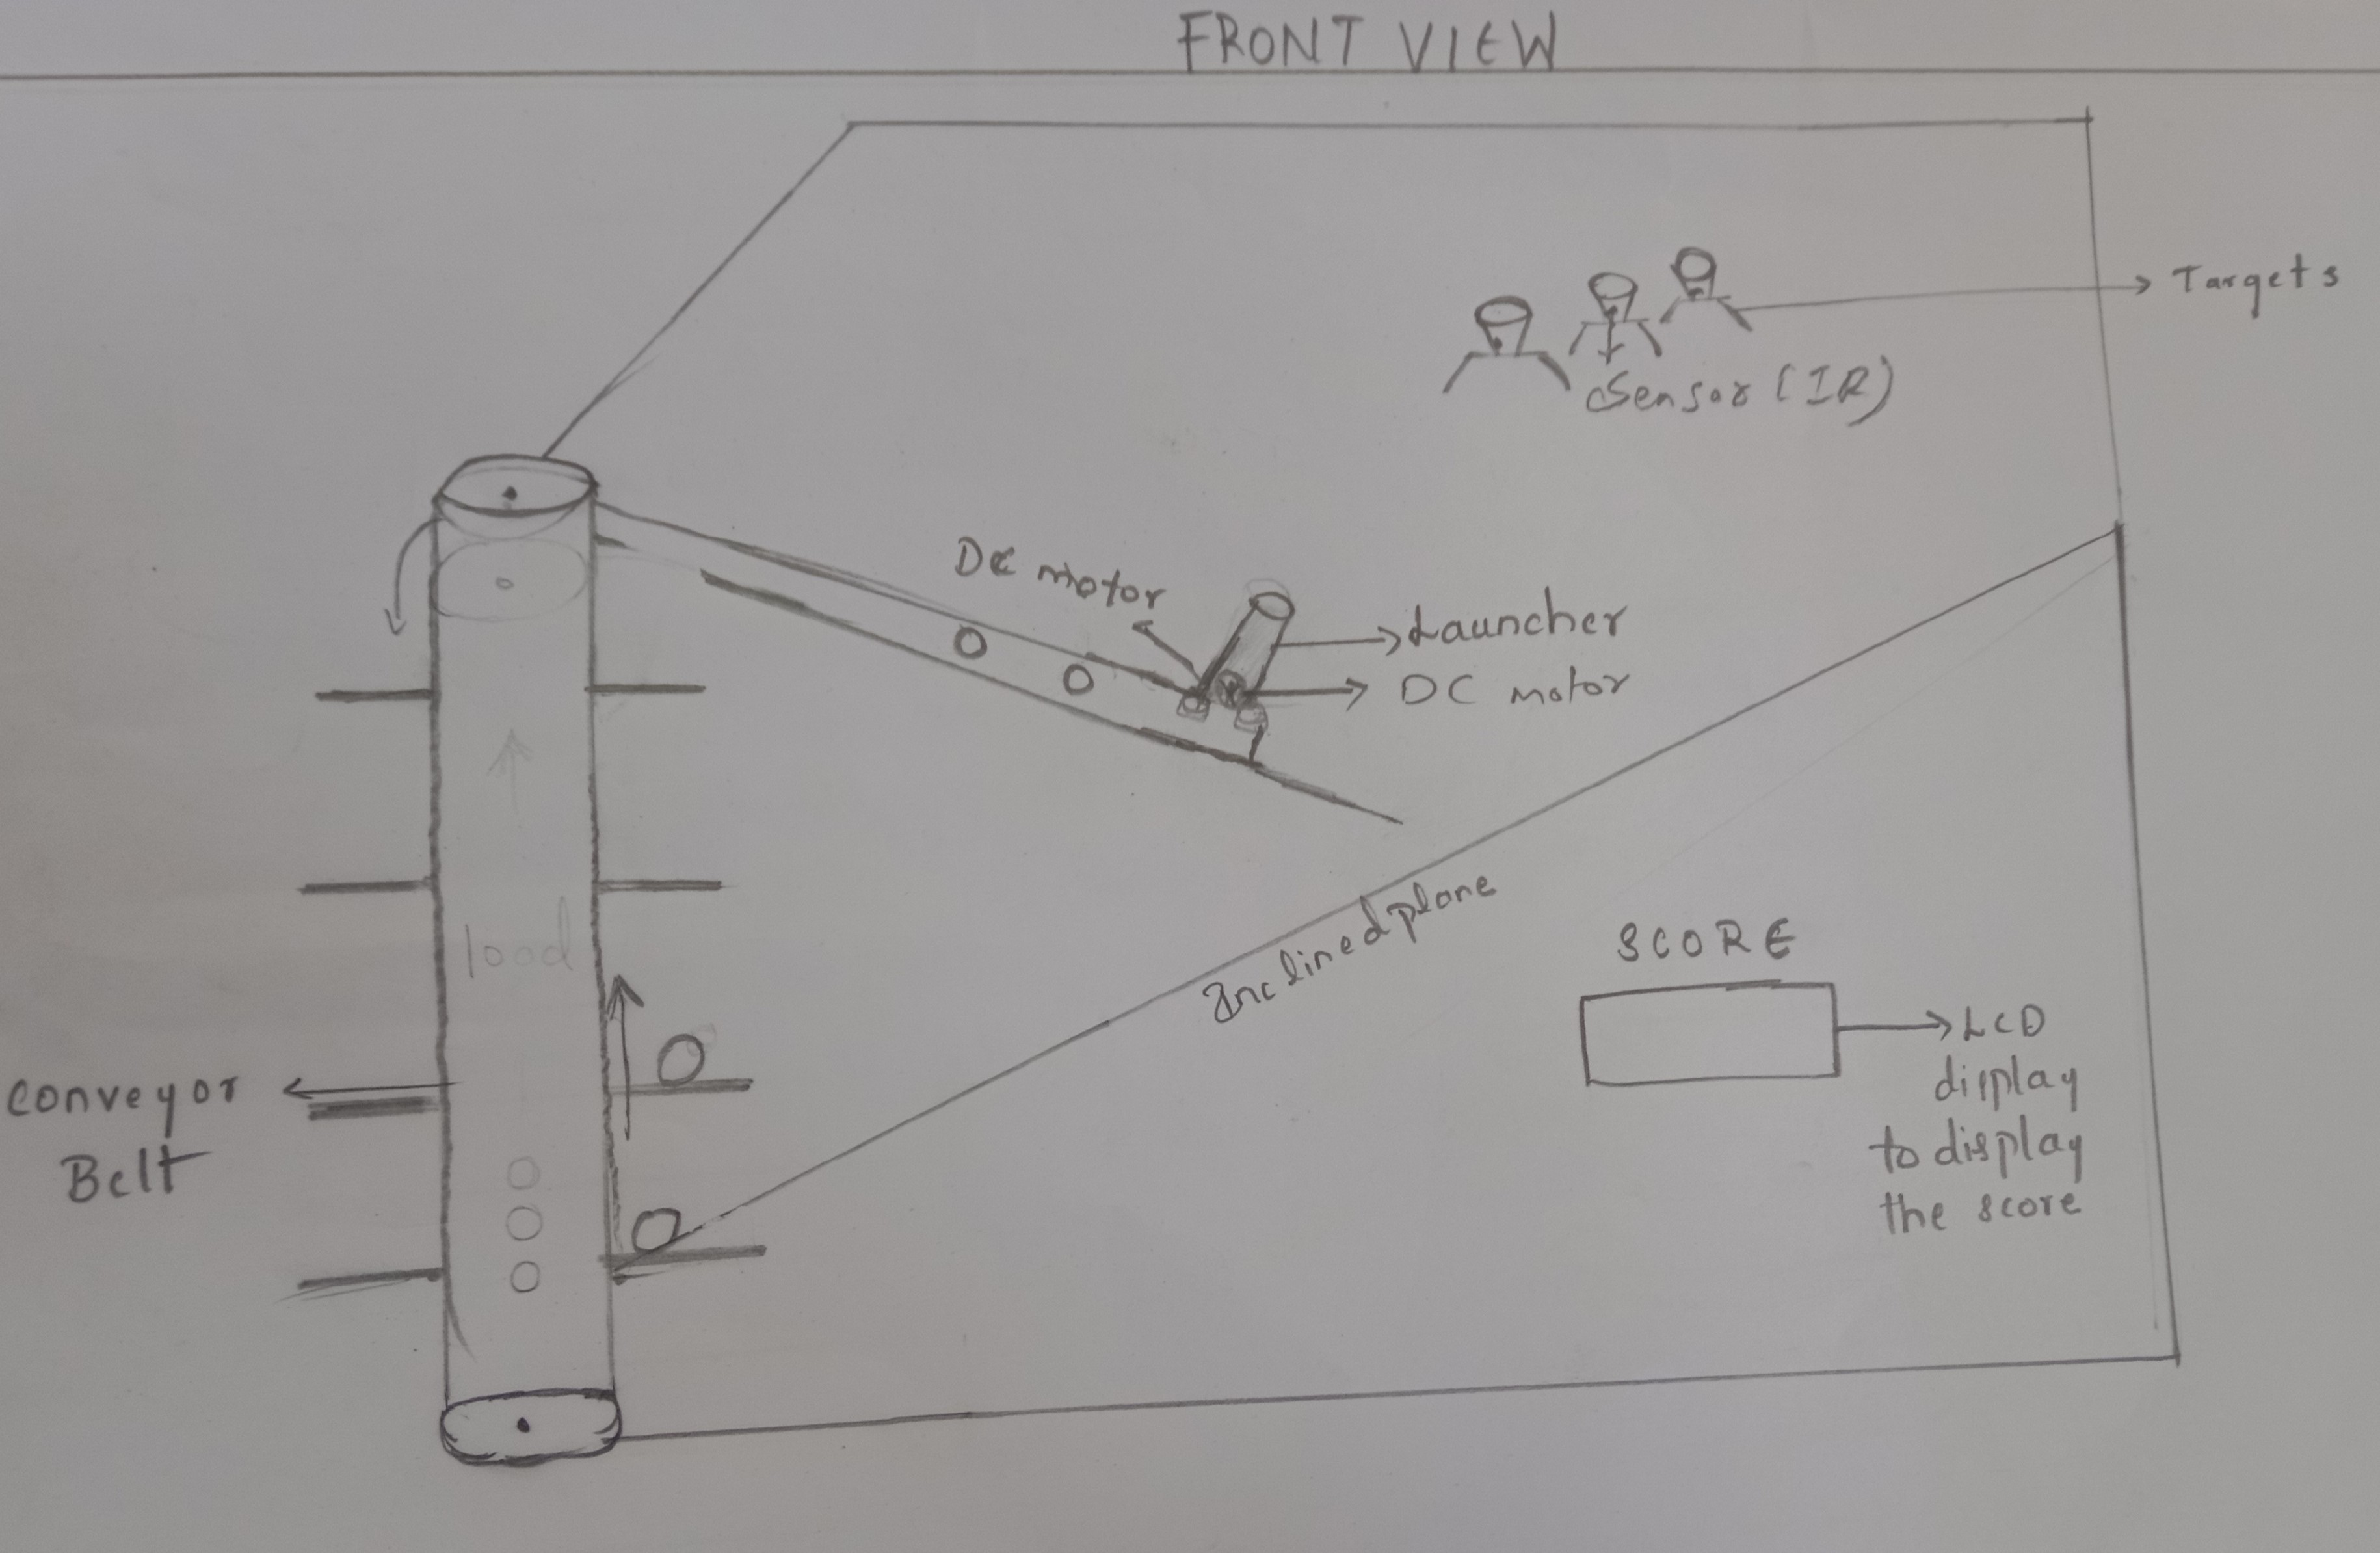 FRONT VIEW
Targets
Sensor (IR)
DC motor
Launcher
DC motor
Inclined plane
load
SCORE
LCD
display
to display
the score
conveyor
Belt